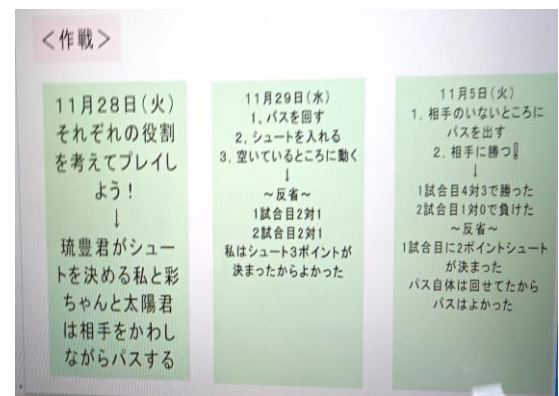 <作戦>
11月28日(火)
それぞれの役割
を考えてプレイし
よう!
↓
琉豊君がシュー
トを決める私と彩
ちゃんと太陽君
は相手をかわし
ながらパスする
11月29日(水)
1、パスを回す
2,シュートを入れる
3,空いているところに動く
↓
～反省～
1試合目2対1
2試合目2対1
私はシュート3ポイントが
決まったからよかった
11月5日(火)
1,相手のいないところに
パスを出す
2,相手に勝つ!
↓
1試合目4対3で勝った
2試合目1対0で負けた
～反省～
1試合目に2ポイントシュート
が決まった
パス自体は回せてたから
パスはよかった